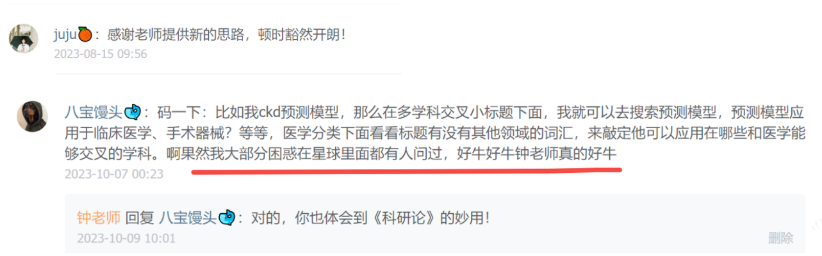 juju🍊：感谢老师提供新的思路，顿时豁然开朗！
2023-08-15 09:56
八宝馒头：码一下：比如我ckd预测模型，那么在多学科交叉小标题下面，我就可以去搜索预测模型，预测模型应
用于临床医学、手术器械？等等，医学分类下面看看标题有没有其他领域的词汇，来敲定他可以应用在哪些和医学能
够交叉的学科。啊果然我大部分困惑在星球里面都有人问过，好牛好牛钟老师真的好牛
2023-10-07 00:23
钟老师 回复 八宝馒头：对的，你也体会到《科研论》的妙用！
2023-10-09 10:01
删除